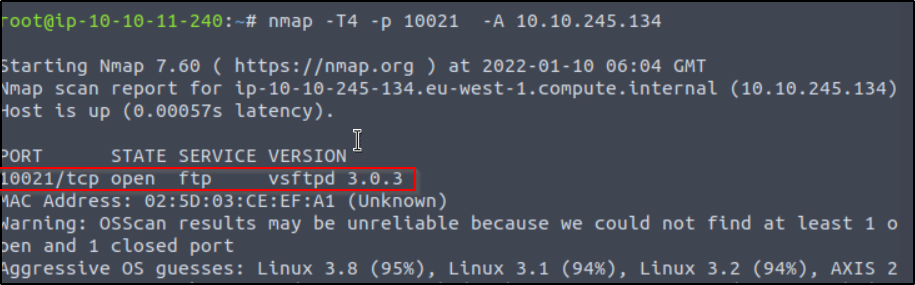 root@ip-10-10-11-240:~# nmap -T4 -p 10021  -A 10.10.245.134
Starting Nmap 7.60 ( https://nmap.org ) at 2022-01-10 06:04 GMT
Nmap scan report for ip-10-10-245-134.eu-west-1.compute.internal (10.10.245.134)
Host is up (0.00057s latency).
PORT      STATE SERVICE VERSION
10021/tcp open  ftp     vsftpd 3.0.3
MAC Address: 02:5D:03:CE:EF:A1 (Unknown)
Warning: OSScan results may be unreliable because we could not find at least 1 o
pen and 1 closed port
Aggressive OS guesses: Linux 3.8 (95%), Linux 3.1 (94%), Linux 3.2 (94%), AXIS 2